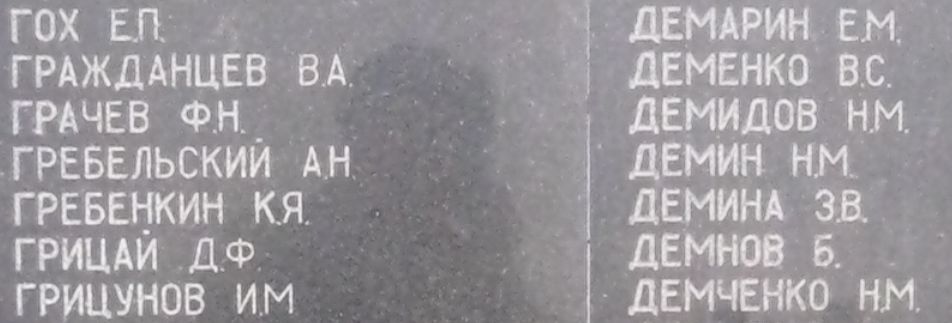 ГОХ Е.П.
ГРАЖДАНЦЕВ В.А.
ГРАЧЕВ Ф.Н.
ГРЕБЕЛЬСКИЙ А.Н.
ГРЕБЕНКИН К.Я.
ГРИЦАЙ Д.Ф.
ГРИЦУНОВ И.М
ДЕМАРИН Е.М.
ДЕМЕНКО В.С.
ДЕМИДОВ Н.М.
ДЕМИН Н.М.
ДЕМИНА З.В.
ДЕМНОВ Б.
ДЕМЧЕНКО Н.М.